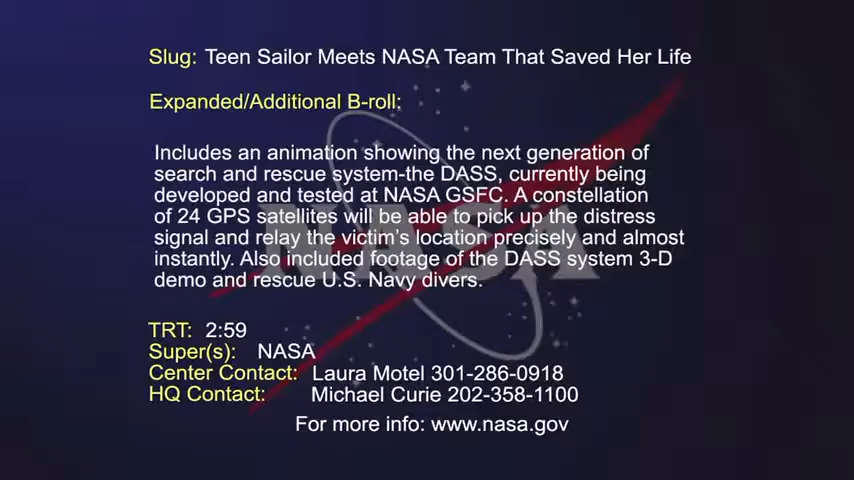 Slug: Teen Sailor Meets NASA Team That Saved Her Life
Expanded/Additional B-roll:
Includes an animation showing the next generation of
search and rescue system-the DASS, currently being
developed and tested at NASA GSFC. A constellation
of 24 GPS satellites will be able to pick up the distress
signal and relay the victim's location precisely and almost
instantly. Also included footage of the DASS system 3-D
demo and rescue U.S. Navy divers.
TRT: 2:59
Super(s): NASA
Center Contact: Laura Motel 301-286-0918
HQ Contact: Michael Curie 202-358-1100
For more info: www.nasa.gov
NASA